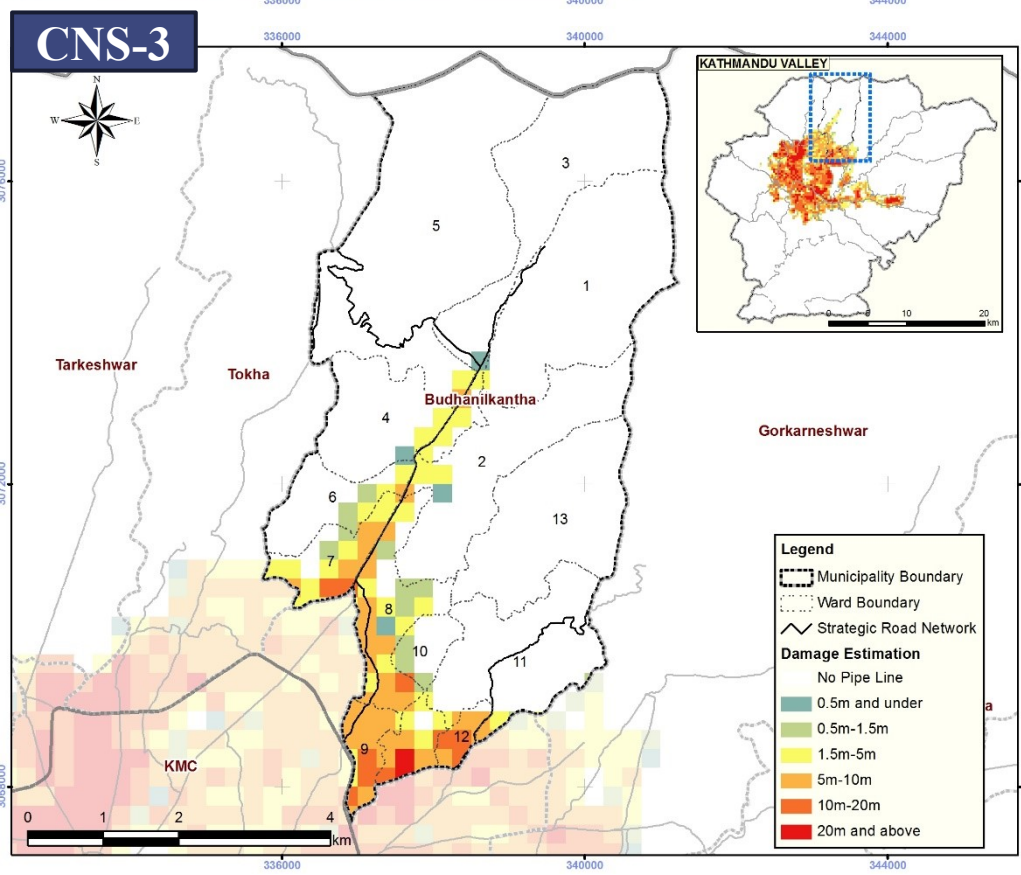 336000
340000
344000
CNS-3
N
W
E
S
KATHMANDU VALLEY
0
10
20
km
3076000
3072000
3
5
1
Tarkeshwar
Tokha
Budhanilkantha
Gorkarneshwar
4
2
6
13
7
8
10
11
12
9
KMC
a
Legend
Municipality Boundary
Ward Boundary
Strategic Road Network
Damage Estimation
No Pipe Line
0.5m and under
0.5m-1.5m
1.5m-5m
5m-10m
10m-20m
20m and above
3068000
0
1
2
4
km
336000
340000
344000